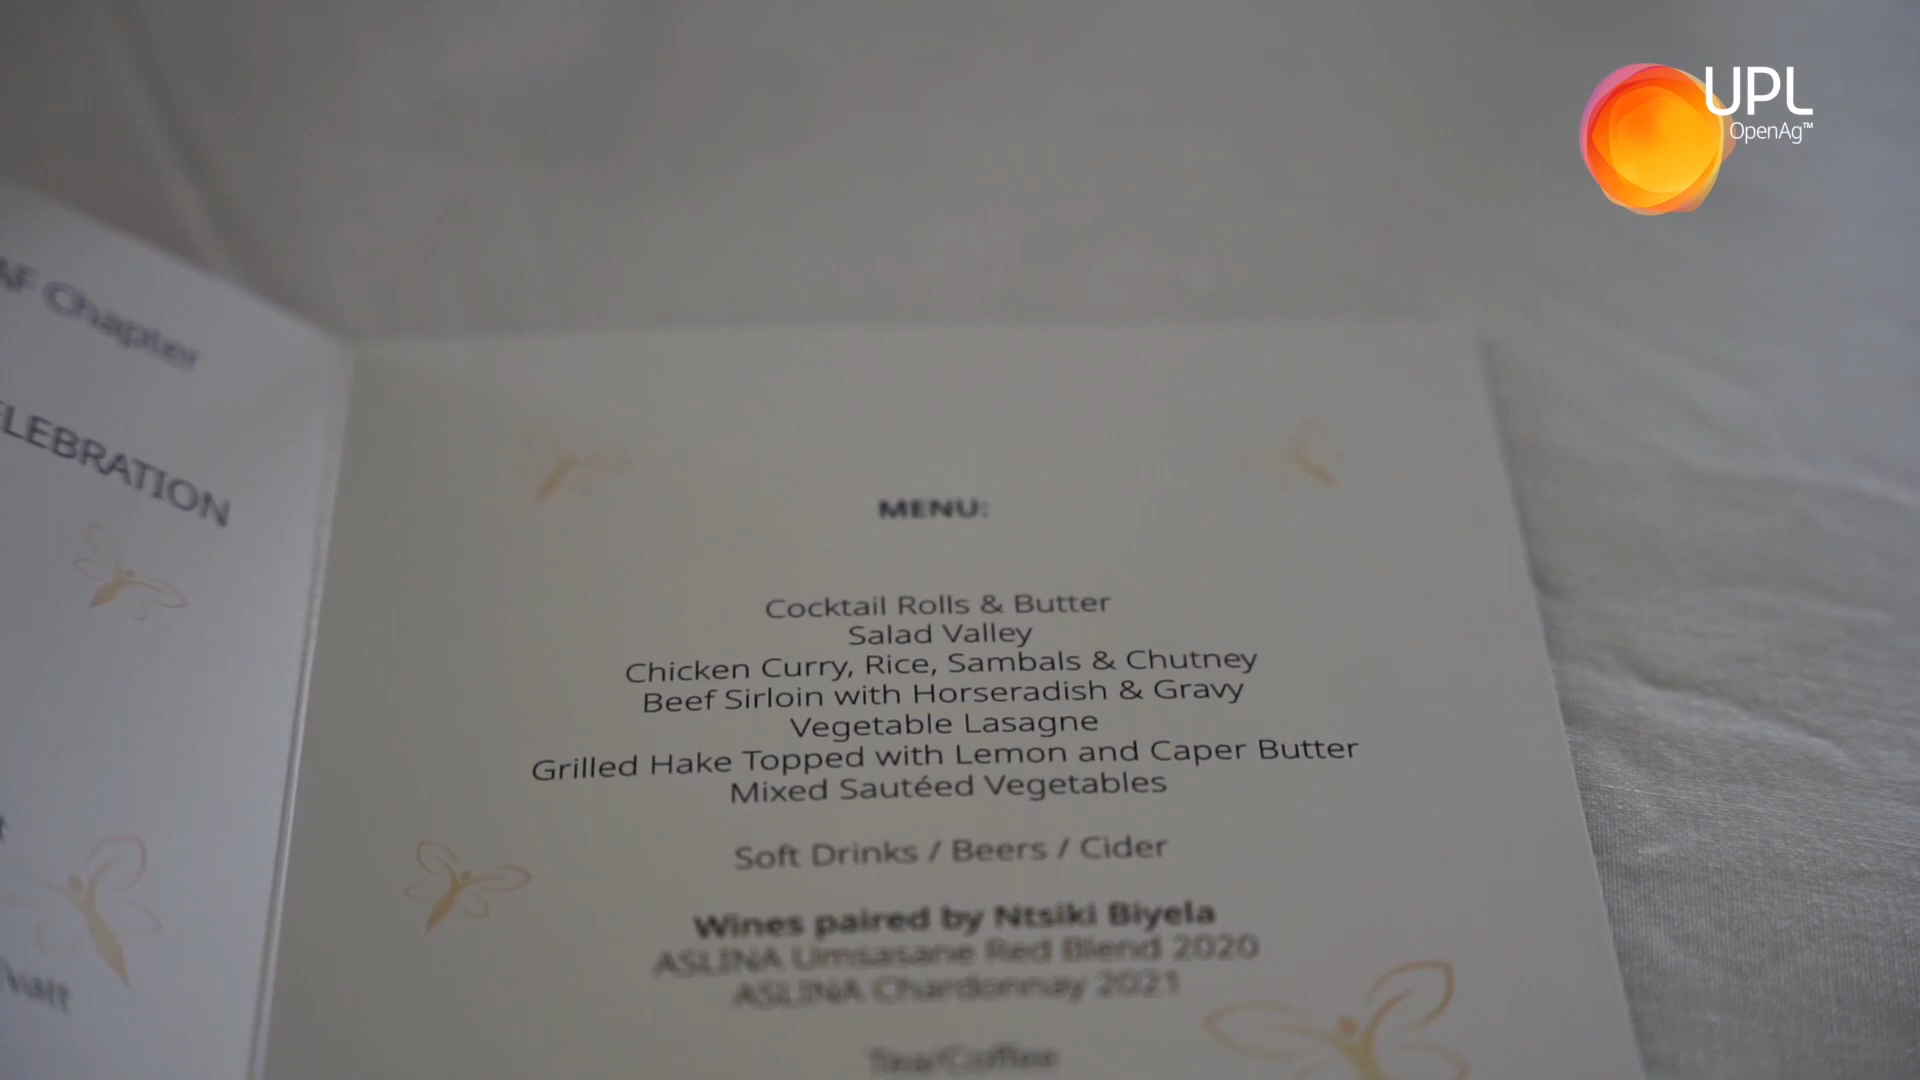 UPL
OpenAg™
AF Chapter
ELEBRATION
MENU:
Cocktail Rolls & Butter
Salad Valley
Chicken Curry, Rice, Sambals & Chutney
Beef Sirloin with Horseradish & Gravy
Vegetable Lasagne
Grilled Hake Topped with Lemon and Caper Butter
Mixed Sautéed Vegetables
Soft Drinks / Beers / Cider
Wines paired by Ntsiki Biyela
ASLINA Umsasane Red Blend 2020
ASLINA Chardonnay 2021
Tea/Coffee